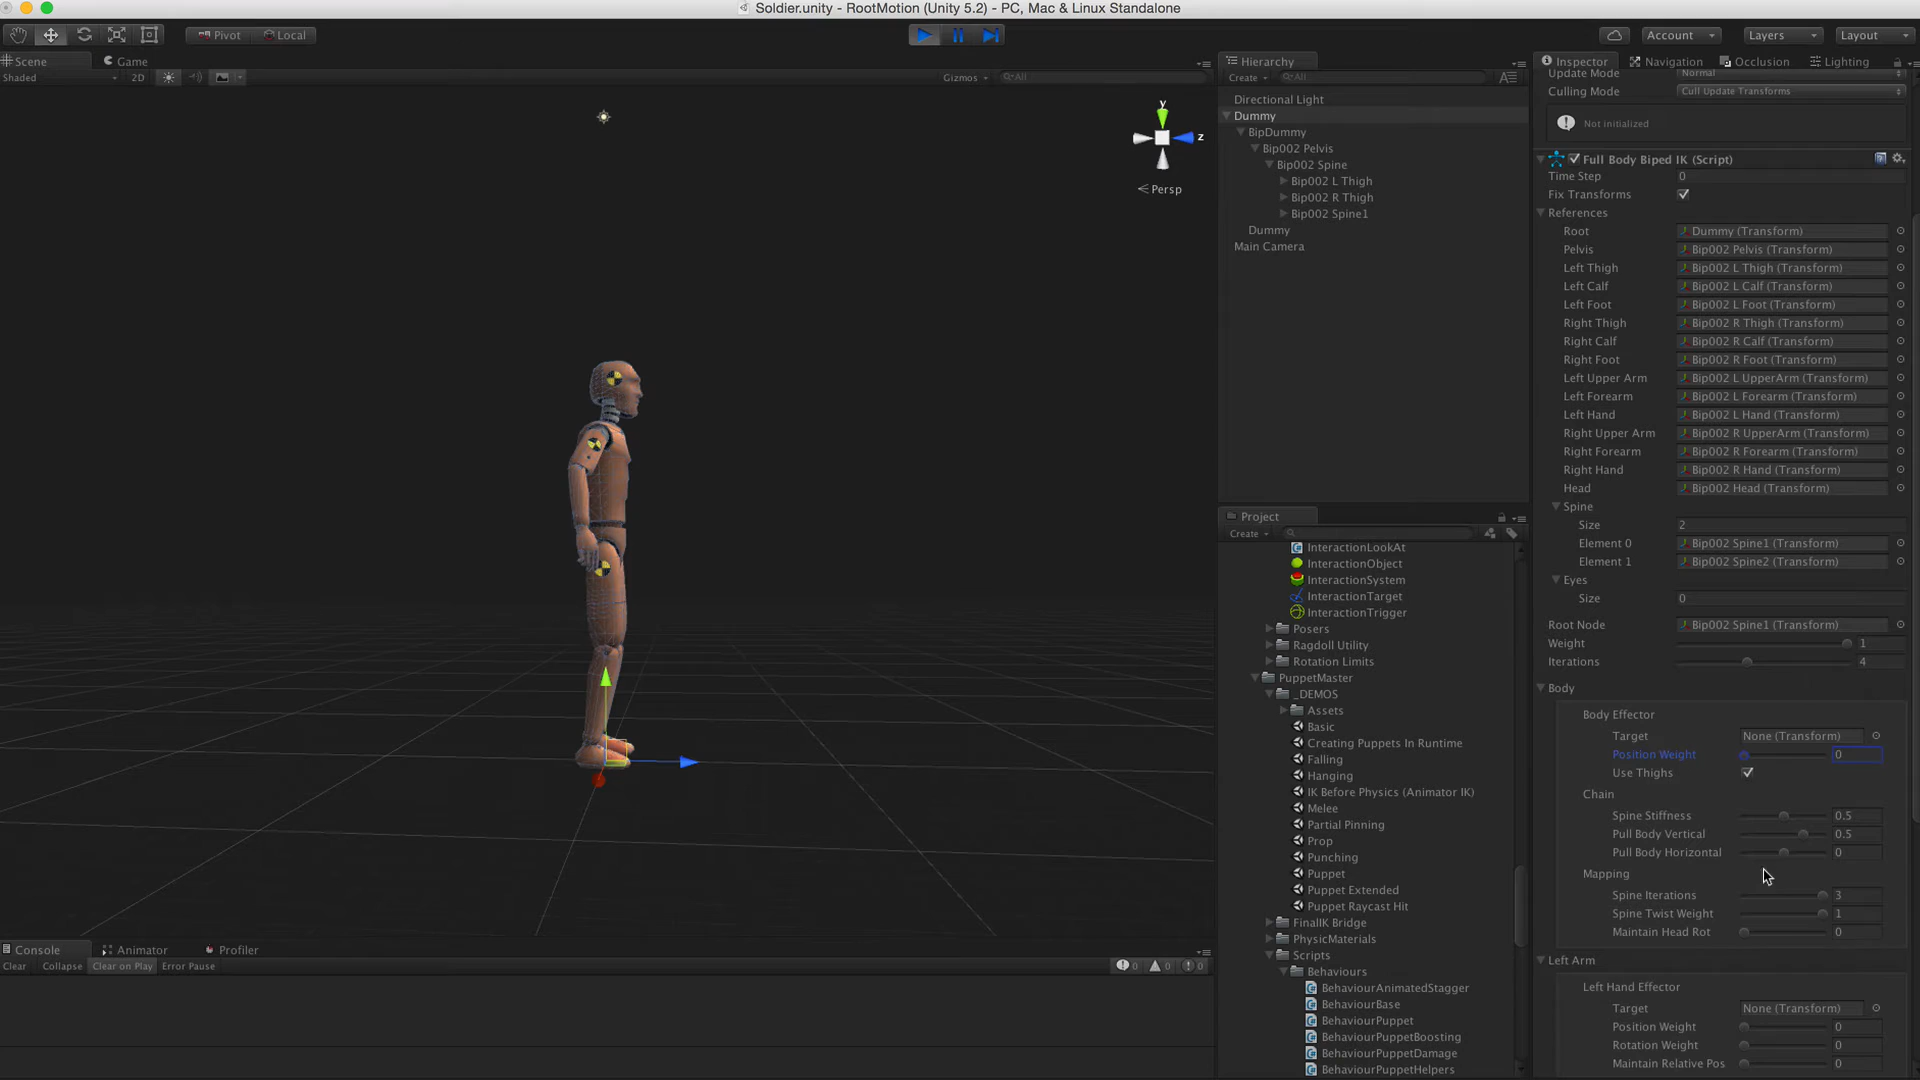 Soldier.unity - RootMotion (Unity 5.2) - PC, Mac & Linux Standalone
Pivot
Local
Account
Layers
Layout
Scene
Game
Shaded
2D
Gizmos
All
y
z
Persp
Hierarchy
Create
All
Directional Light
Dummy
BipDummy
Bip002 Pelvis
Bip002 Spine
Bip002 L Thigh
Bip002 R Thigh
Bip002 Spine1
Dummy
Main Camera
Project
Create
InteractionLookAt
InteractionObject
InteractionSystem
InteractionTarget
InteractionTrigger
Posers
Ragdoll Utility
Rotation Limits
PuppetMaster
_DEMOS
Assets
Basic
Creating Puppets In Runtime
Falling
Hanging
IK Before Physics (Animator IK)
Melee
Partial Pinning
Prop
Punching
Puppet
Puppet Extended
Puppet Raycast Hit
FinalIK Bridge
PhysicMaterials
Scripts
Behaviours
BehaviourAnimatedStagger
BehaviourBase
BehaviourPuppet
BehaviourPuppetBoosting
BehaviourPuppetDamage
BehaviourPuppetHelpers
Console
Animator
Profiler
Clear
Collapse
Clear on Play
Error Pause
0
0
0
Inspector
Navigation
Occlusion
Lighting
Update Mode Normal
Culling Mode Cull Update Transforms
Not initialized
Full Body Biped IK (Script)
Time Step 0
Fix Transforms
References
Root Dummy (Transform)
Pelvis Bip002 Pelvis (Transform)
Left Thigh Bip002 L Thigh (Transform)
Left Calf Bip002 L Calf (Transform)
Left Foot Bip002 L Foot (Transform)
Right Thigh Bip002 R Thigh (Transform)
Right Calf Bip002 R Calf (Transform)
Right Foot Bip002 R Foot (Transform)
Left Upper Arm Bip002 L UpperArm (Transform)
Left Forearm Bip002 L Forearm (Transform)
Left Hand Bip002 L Hand (Transform)
Right Upper Arm Bip002 R UpperArm (Transform)
Right Forearm Bip002 R Forearm (Transform)
Right Hand Bip002 R Hand (Transform)
Head Bip002 Head (Transform)
Spine
Size 2
Element 0 Bip002 Spine1 (Transform)
Element 1 Bip002 Spine2 (Transform)
Eyes
Size 0
Root Node Bip002 Spine1 (Transform)
Weight 1
Iterations 4
Body
Body Effector
Target None (Transform)
Position Weight 0
Use Thighs
Chain
Spine Stiffness 0.5
Pull Body Vertical 0.5
Pull Body Horizontal 0
Mapping
Spine Iterations 3
Spine Twist Weight 1
Maintain Head Rot 0
Left Arm
Left Hand Effector
Target None (Transform)
Position Weight 0
Rotation Weight 0
Maintain Relative Pos 0